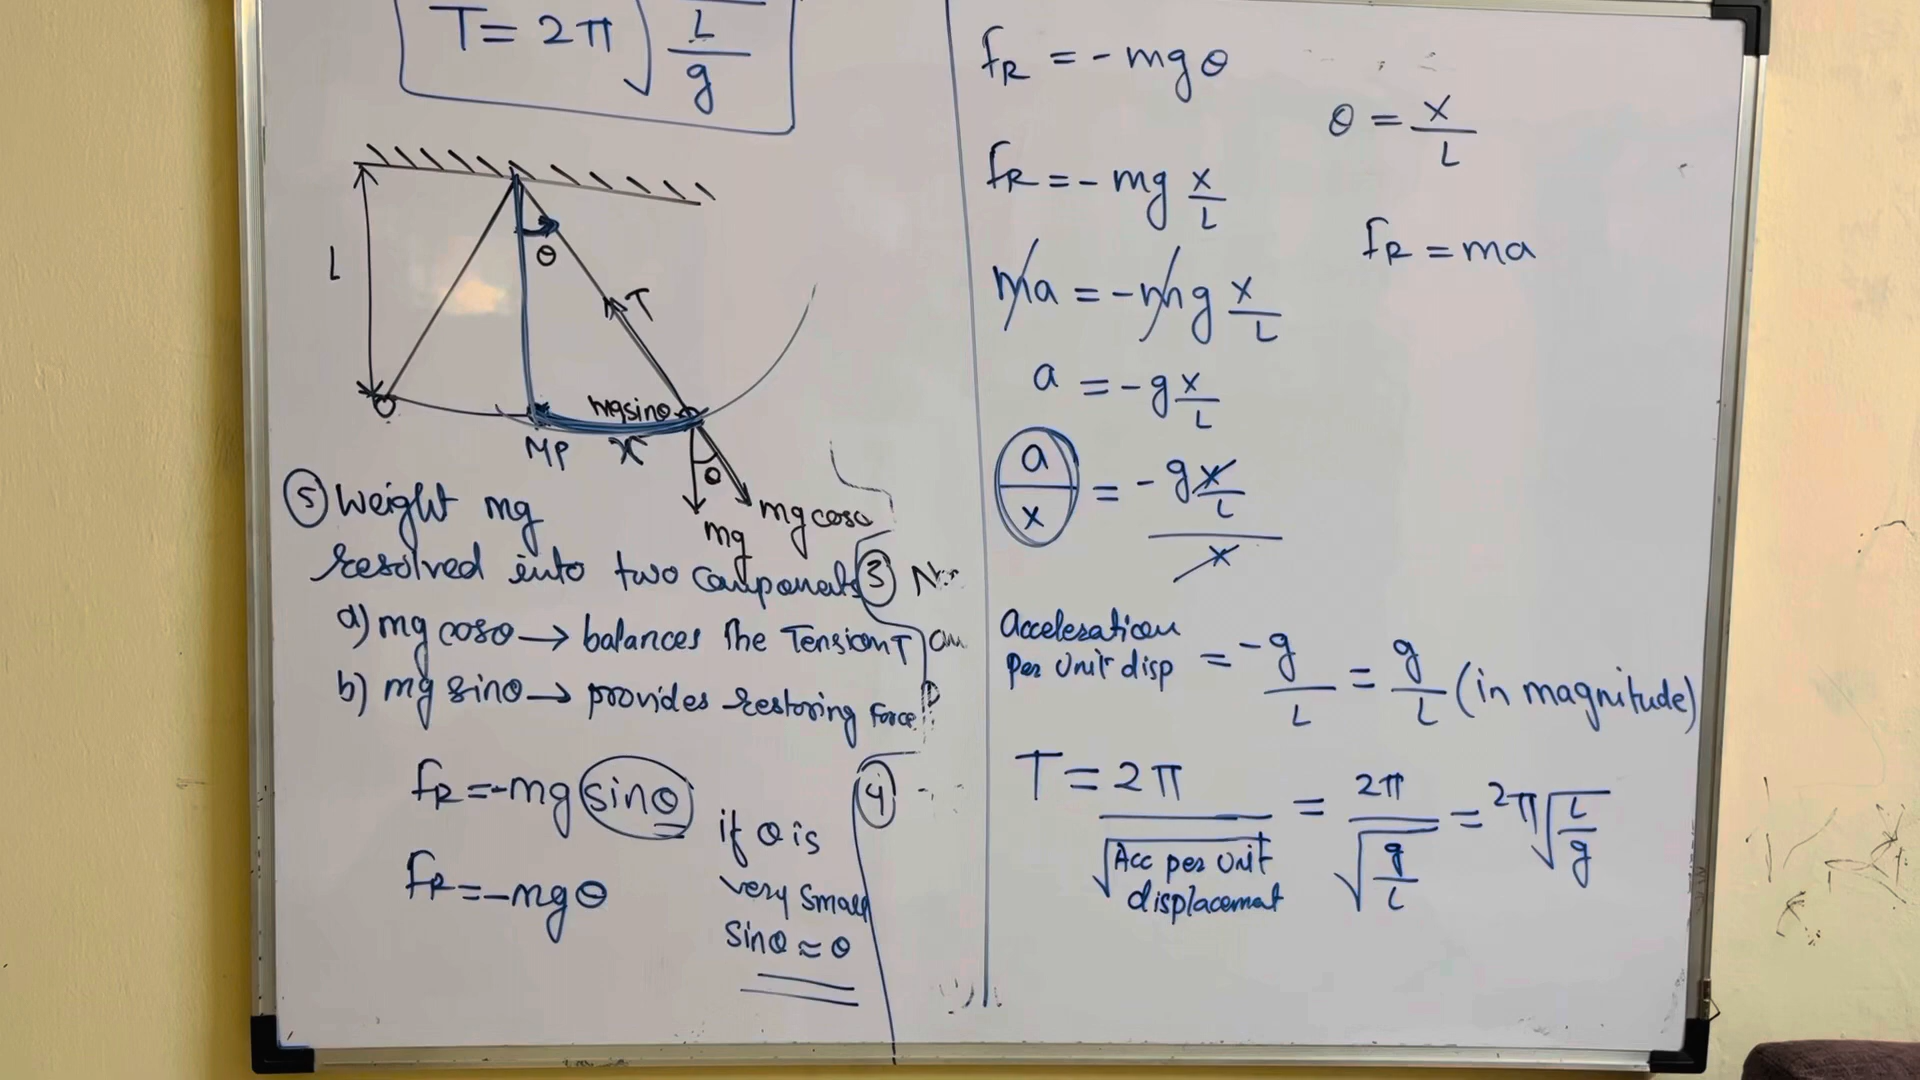 T = 2π √L/g
L
θ
T
mgsinθ
MP
x
θ
mg cosθ
mg
⑤ Weight mg
resolved into two components
a) mg cosθ → balances the Tension T
b) mg sinθ → provides restoring force
fR = -mg sinθ
fR = -mgθ
if θ is
very small
sinθ ≈ θ
③
④
fR = - mg θ
θ = x/L
fR = - mg x/L
fR = ma
ma = - mg x/L
a = - g x/L
a/x = - g x/L / x
Acceleration
Per Unit disp = -g/L = g/L (in magnitude)
T = 2π / √Acc per Unit displacement = 2π / √g/L = 2π √L/g